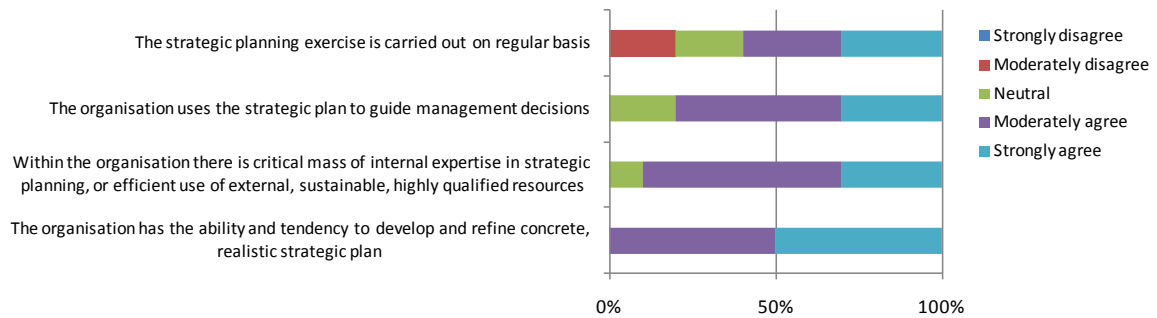 The strategic planning exercise is carried out on regular basis
The organisation uses the strategic plan to guide management decisions
Within the organisation there is critical mass of internal expertise in strategic
planning, or efficient use of external, sustainable, highly qualified resources
The organisation has the ability and tendency to develop and refine concrete,
realistic strategic plan
0%
50%
100%
Strongly disagree
Moderately disagree
Neutral
Moderately agree
Strongly agree